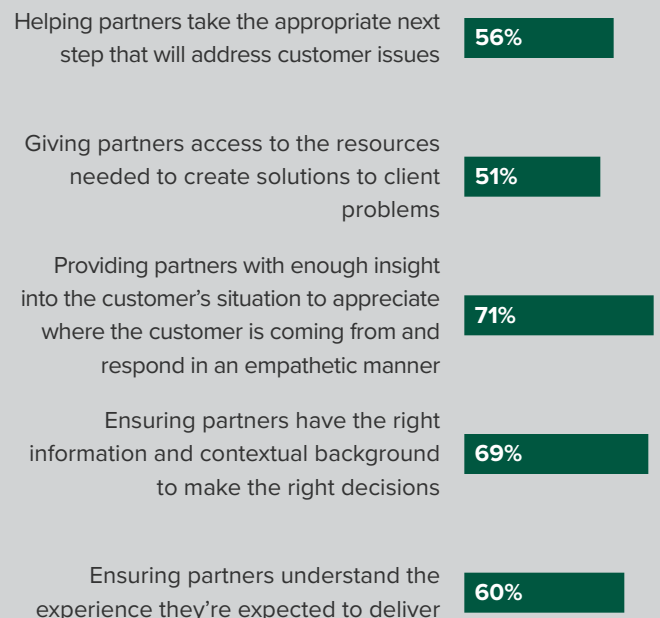 Helping partners take the appropriate next
step that will address customer issues
56%
Giving partners access to the resources
needed to create solutions to client
problems
51%
Providing partners with enough insight
into the customer’s situation to appreciate
where the customer is coming from and
respond in an empathetic manner
71%
Ensuring partners have the right
information and contextual background
to make the right decisions
69%
Ensuring partners understand the
experience they’re expected to deliver
60%